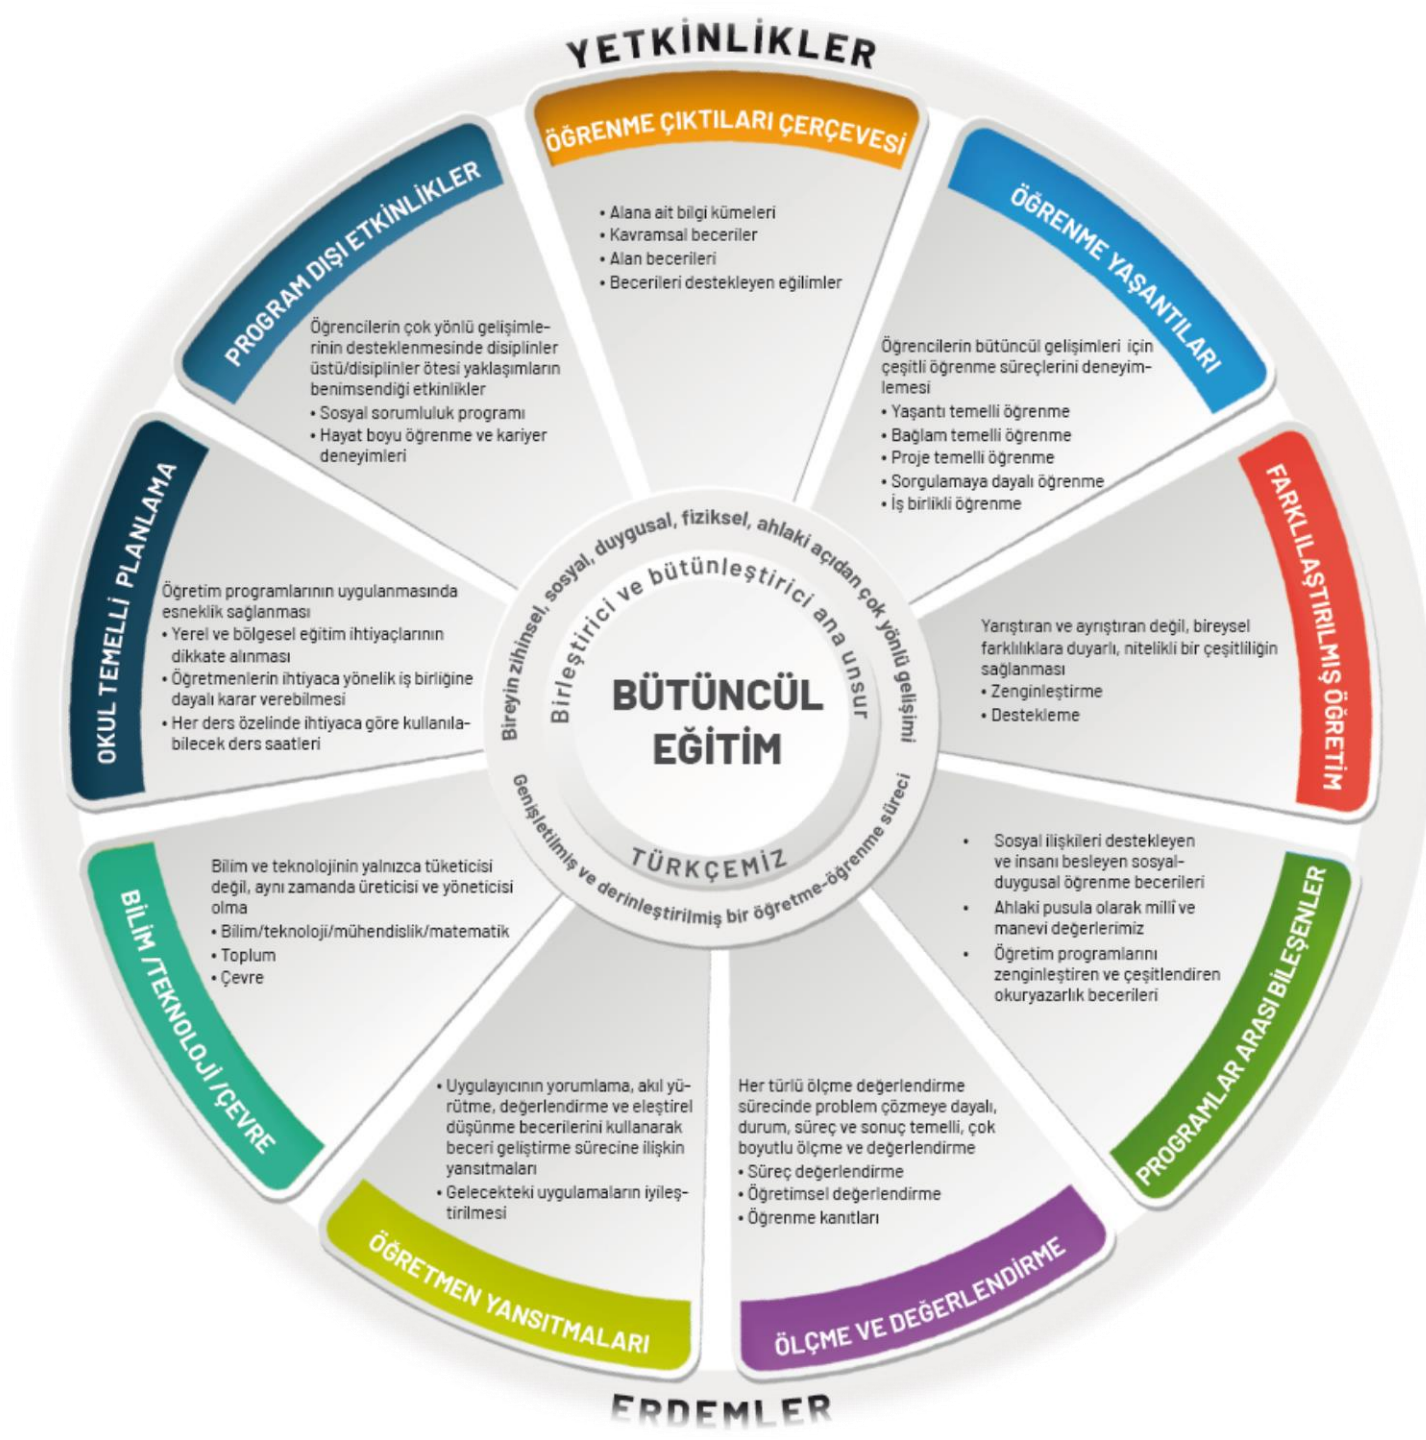 YETKİNLİKLER
ÖĞRENME ÇIKTILARI ÇERÇEVESİ
• Alana ait bilgi kümeleri
• Kavramsal beceriler
• Alan becerileri
• Becerileri destekleyen eğilimler
ÖĞRENME YAŞANTILARI
Öğrencilerin bütüncül gelişimleri için
çeşitli öğrenme süreçlerini deneyim-
lemesi
• Yaşantı temelli öğrenme
• Bağlam temelli öğrenme
• Proje temelli öğrenme
• Sorgulamaya dayalı öğrenme
• İş birlikli öğrenme
FARKLILAŞTIRILMIŞ ÖĞRETİM
Yarıştıran ve ayrıştıran değil, bireysel
farklılıklara duyarlı, nitelikli bir çeşitliliğin
sağlanması
• Zenginleştirme
• Destekleme
PROGRAMLAR ARASI BİLEŞENLER
• Sosyal ilişkileri destekleyen
ve insanı besleyen sosyal-
duygusal öğrenme becerileri
• Ahlaki pusula olarak millî ve
manevi değerlerimiz
• Öğretim programlarını
zenginleştiren ve çeşitlendiren
okuryazarlık becerileri
ÖLÇME VE DEĞERLENDİRME
Her türlü ölçme değerlendirme
sürecinde problem çözmeye dayalı,
durum, süreç ve sonuç temelli, çok
boyutlu ölçme ve değerlendirme
• Süreç değerlendirme
• Öğretimsel değerlendirme
• Öğrenme kanıtları
ÖĞRETMEN YANSITMALARI
• Uygulayıcının yorumlama, akıl yü-
rütme, değerlendirme ve eleştirel
düşünme becerilerini kullanarak
beceri geliştirme sürecine ilişkin
yansıtmaları
• Gelecekteki uygulamaların iyileş-
tirilmesi
BİLİM /TEKNOLOJİ /ÇEVRE
Bilim ve teknolojinin yalnızca tüketicisi
değil, aynı zamanda üreticisi ve yöneticisi
olma
• Bilim/teknoloji/mühendislik/matematik
• Toplum
• Çevre
OKUL TEMELLİ PLANLAMA
Öğretim programlarının uygulanmasında
esneklik sağlanması
• Yerel ve bölgesel eğitim ihtiyaçlarının
dikkate alınması
• Öğretmenlerin ihtiyaca yönelik iş birliğine
dayalı karar verebilmesi
• Her ders özelinde ihtiyaca göre kullanıla-
bilecek ders saatleri
PROGRAM DIŞI ETKİNLİKLER
Öğrencilerin çok yönlü gelişimle-
rinin desteklenmesinde disiplinler
üstü/disiplinler ötesi yaklaşımların
benimsendiği etkinlikler
• Sosyal sorumluluk programı
• Hayat boyu öğrenme ve kariyer
deneyimleri
Bireyin zihinsel, sosyal, duygusal, fiziksel, ahlaki açıdan çok yönlü gelişimi
Birleştirici ve bütünleştirici ana unsur
BÜTÜNCÜL
EĞİTİM
TÜRKÇEMİZ
Genişletilmiş ve derinleştirilmiş bir öğretme-öğrenme süreci
ERDEMLER